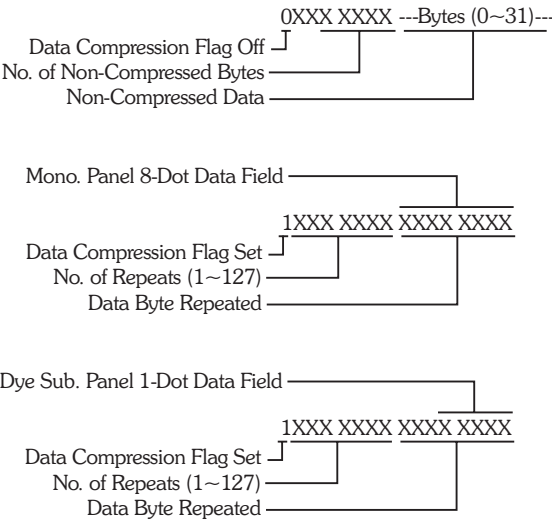 0XXX XXXX ---Bytes (0~31)---
Data Compression Flag Off
No. of Non-Compressed Bytes
Non-Compressed Data
Mono. Panel 8-Dot Data Field
1XXX XXXX XXXX XXXX
Data Compression Flag Set
No. of Repeats (1~127)
Data Byte Repeated
Dye Sub. Panel 1-Dot Data Field
1XXX XXXX XXXX XXXX
Data Compression Flag Set
No. of Repeats (1~127)
Data Byte Repeated